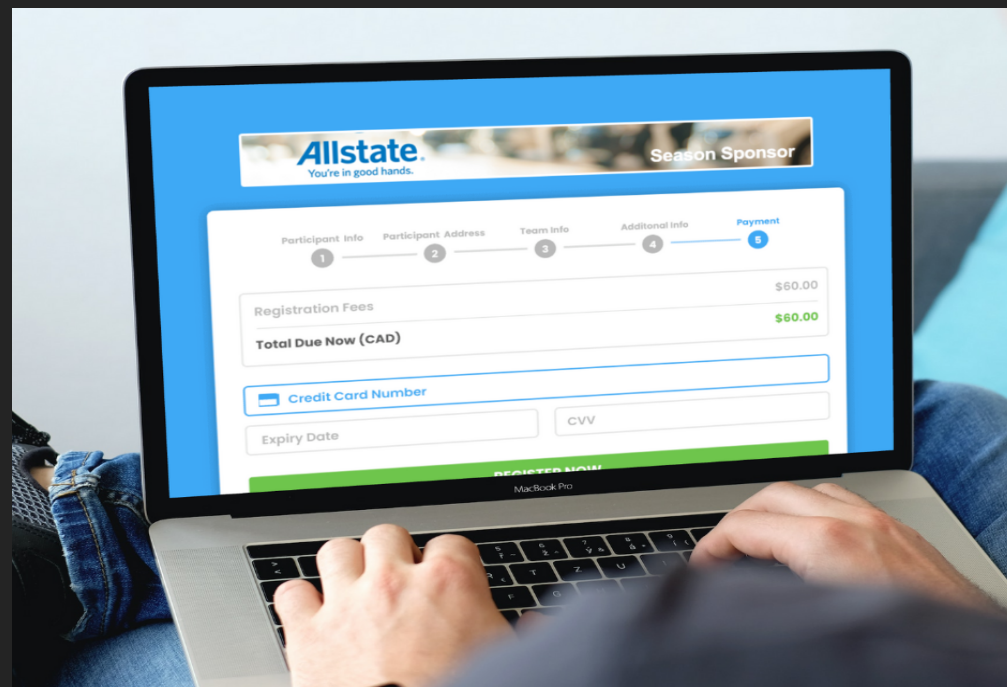 Allstate.
You're in good hands.
Season Sponsor
Participant Info
Participant Address
Team Info
Additonal Info
Payment
1
2
3
4
5
Registration Fees
$60.00
Total Due Now (CAD)
$60.00
Credit Card Number
Expiry Date
CVV
REGISTER NOW
MacBook Pro